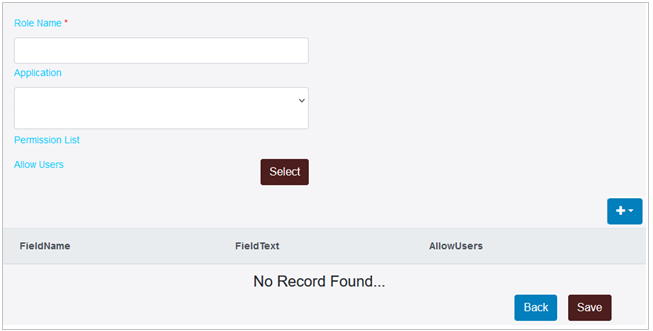 Role Name *
Application
Permission List
Allow Users
Select
FieldName FieldText AllowUsers
No Record Found...
Back Save